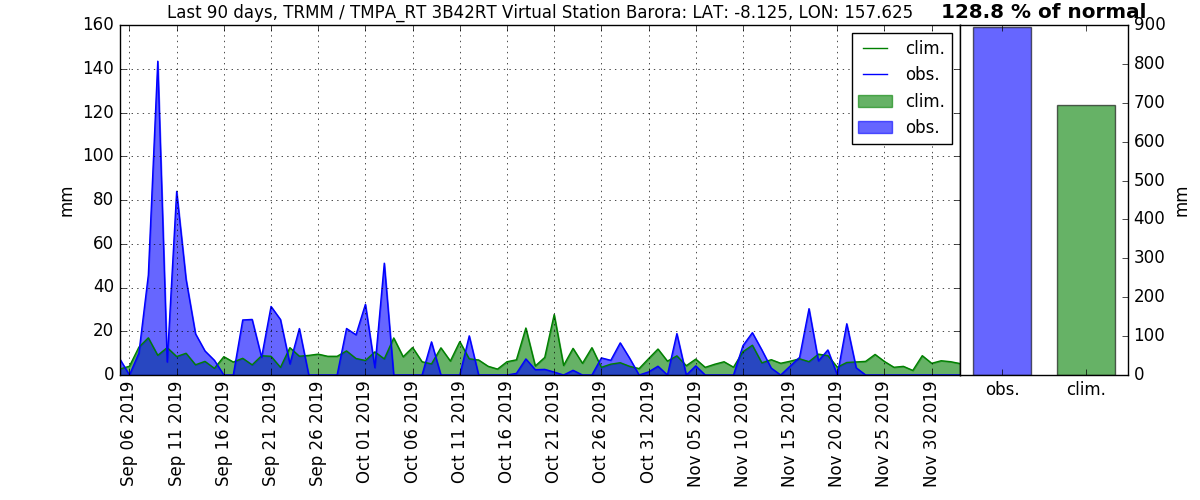 Last 90 days, TRMM / TMPA_RT 3B42RT Virtual Station Barora: LAT: -8.125, LON: 157.625
128.8 % of normal
160
140
120
100
80
60
40
20
0
mm
clim.
obs.
clim.
obs.
Sep 06 2019
Sep 11 2019
Sep 16 2019
Sep 21 2019
Sep 26 2019
Oct 01 2019
Oct 06 2019
Oct 11 2019
Oct 16 2019
Oct 21 2019
Oct 26 2019
Oct 31 2019
Nov 05 2019
Nov 10 2019
Nov 15 2019
Nov 20 2019
Nov 25 2019
Nov 30 2019
900
800
700
600
500
400
300
200
100
0
mm
obs.
clim.